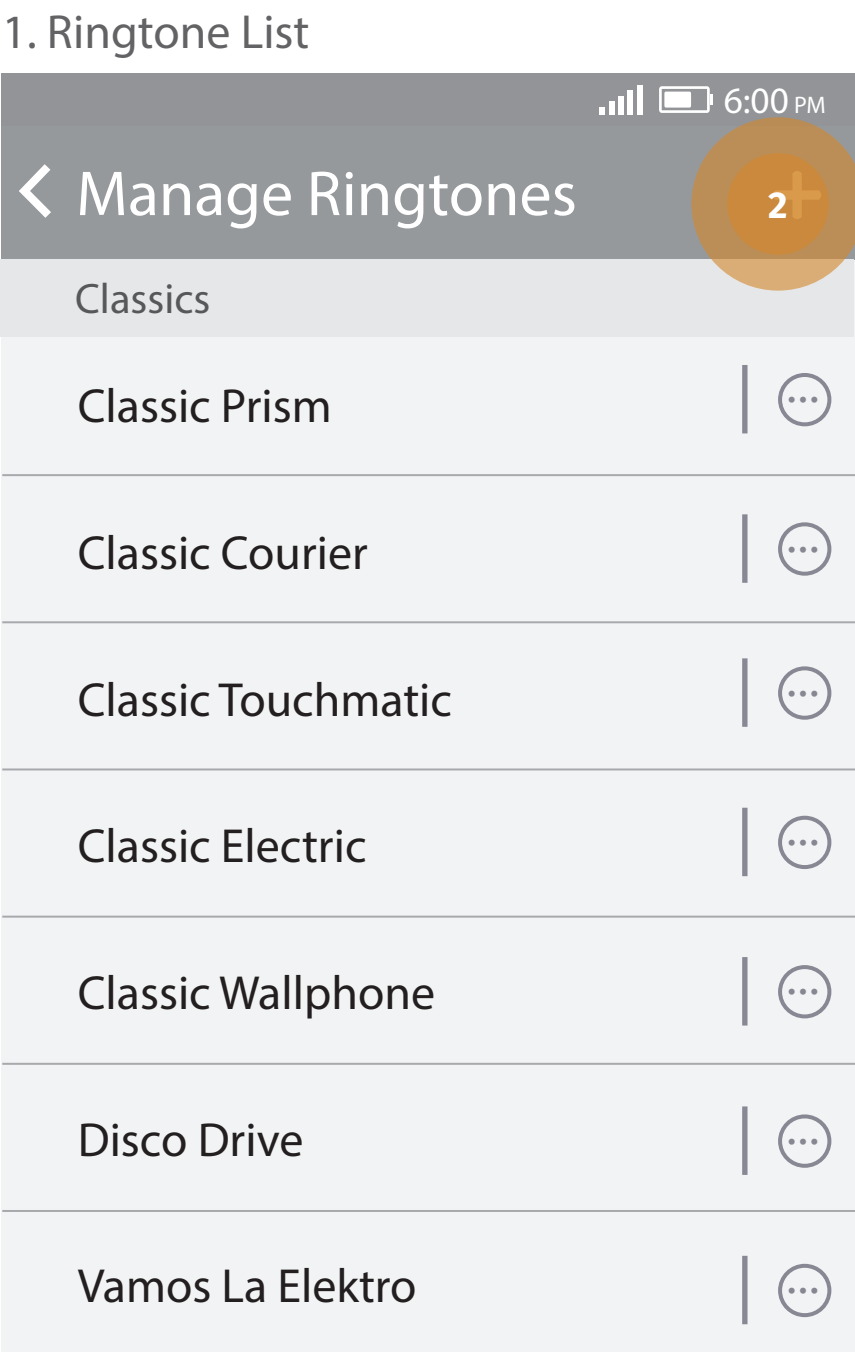 1. Ringtone List
6:00 PM
Manage Ringtones
2
Classics
Classic Prism
Classic Courier
Classic Touchmatic
Classic Electric
Classic Wallphone
Disco Drive
Vamos La Elektro